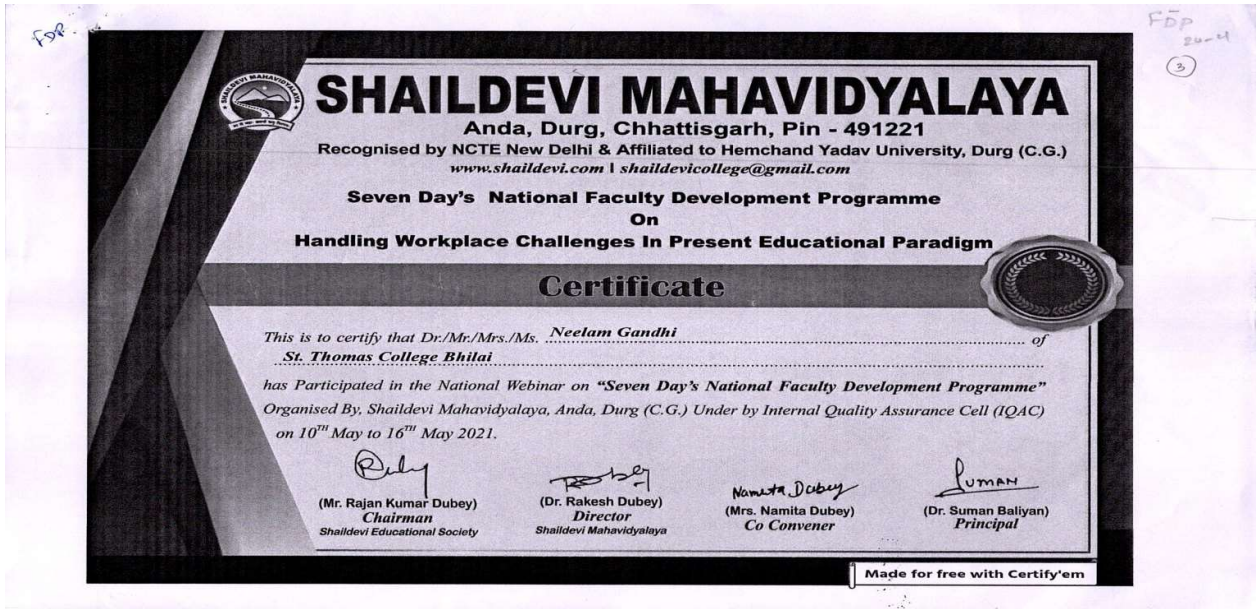 FDP.
FDP
3
SHAILDEVI MAHAVIDYALAYA
SHAILDEVI MAHAVIDYALAYA
Anda, Durg, Chhattisgarh, Pin - 491221
Recognised by NCTE New Delhi & Affiliated to Hemchand Yadav University, Durg (C.G.)
www.shaildevi.com I shaildevicollege@gmail.com
Seven Day's National Faculty Development Programme
On
Handling Workplace Challenges In Present Educational Paradigm
Certificate
This is to certify that Dr./Mr./Mrs./Ms. Neelam Gandhi of
St. Thomas College Bhilai
has Participated in the National Webinar on “Seven Day's National Faculty Development Programme”
Organised By, Shaildevi Mahavidyalaya, Anda, Durg (C.G.) Under by Internal Quality Assurance Cell (IQAC)
on 10TH May to 16TH May 2021.
Namita Dubey
SUMAN
(Mr. Rajan Kumar Dubey)
Chairman
Shaildevi Educational Society
(Dr. Rakesh Dubey)
Director
Shaildevi Mahavidyalaya
(Mrs. Namita Dubey)
Co Convener
(Dr. Suman Baliyan)
Principal
Made for free with Certify'em